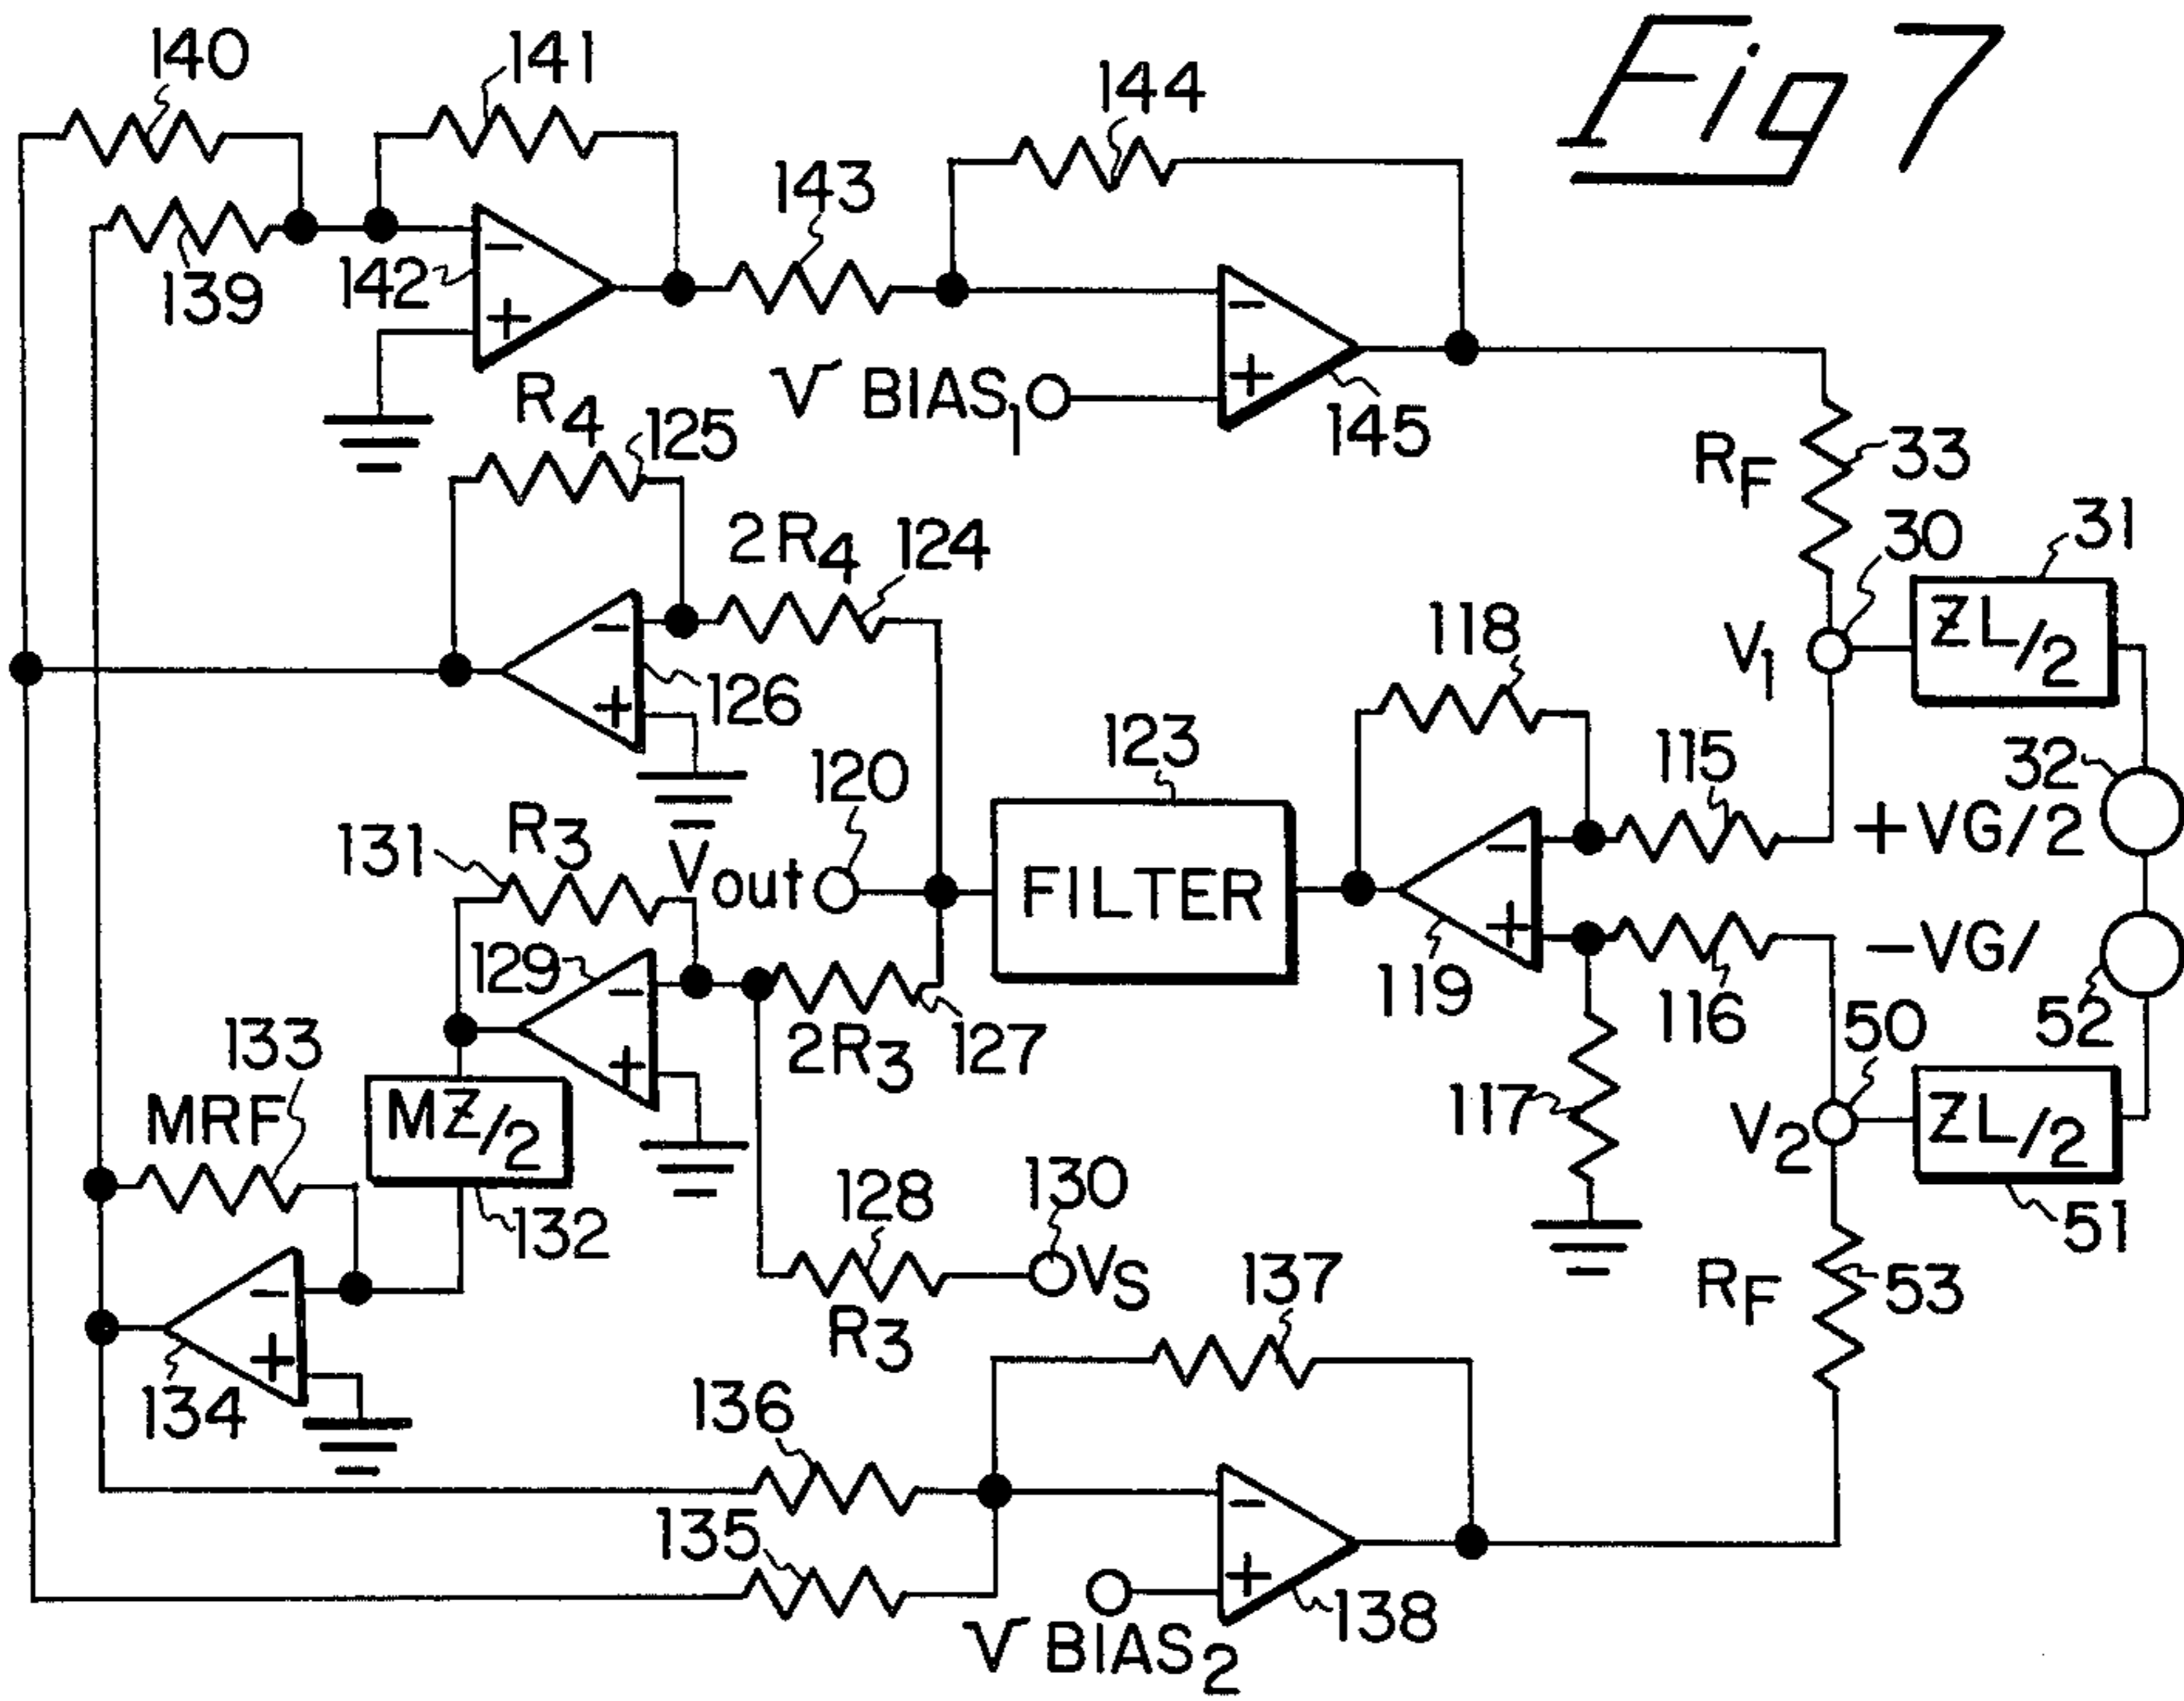 Fig 7
140
141
144
143
139
142
V BIAS1
145
R4
125
RF
33
30
31
2R4
124
ZL/2
V1
118
126
123
115
32
120
131
R3
Vout
FILTER
+VG/2
129
119
-VG/
116
50
52
133
2R3
127
117
MRF
MZ/2
V2
ZL/2
128
130
132
51
VS
137
RF
53
R3
134
136
135
138
V BIAS2